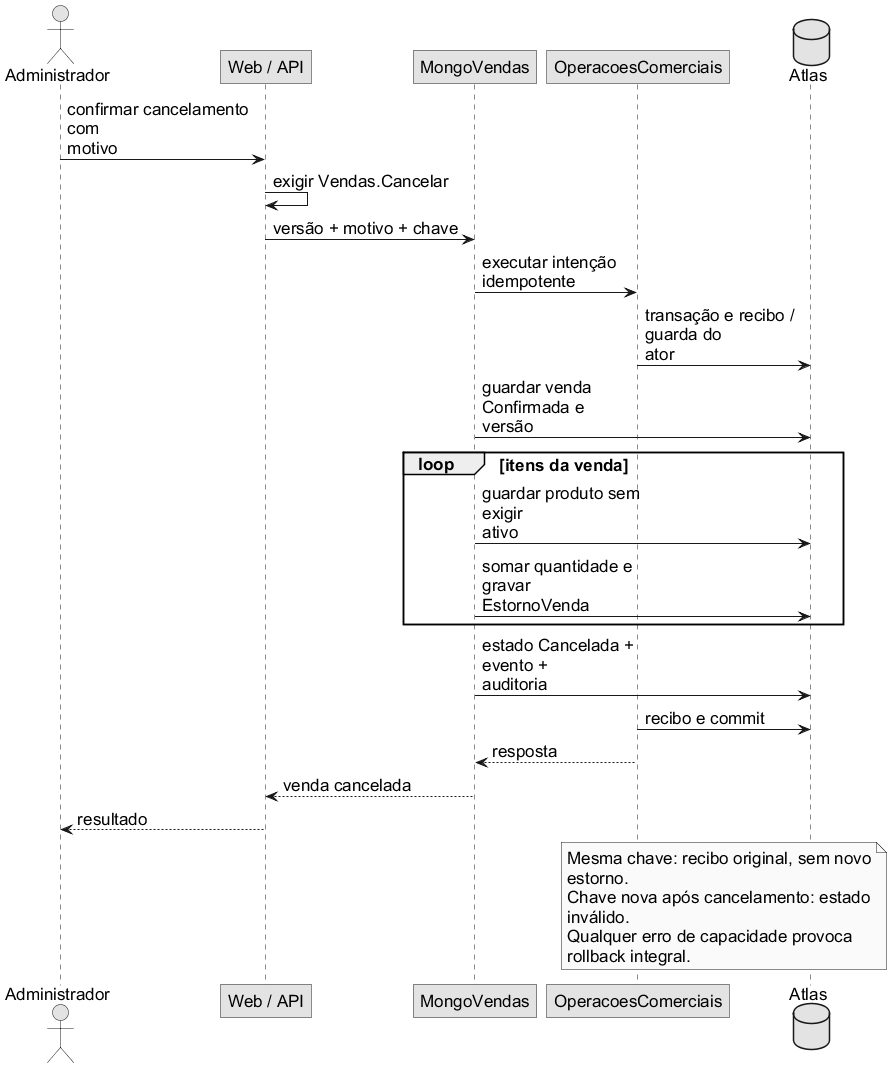 Administrador
Web / API
MongoVendas
OperacoesComerciais
Atlas
confirmar cancelamento
com
motivo
exigir Vendas.Cancelar
versão + motivo + chave
executar intenção
idempotente
transação e recibo /
guarda do
ator
guardar venda
Confirmada e
versão
loop
[itens da venda]
guardar produto sem
exigir
ativo
somar quantidade e
gravar
EstornoVenda
estado Cancelada +
evento +
auditoria
recibo e commit
resposta
venda cancelada
resultado
Mesma chave: recibo original, sem novo
estorno.
Chave nova após cancelamento: estado
inválido.
Qualquer erro de capacidade provoca
rollback integral.
Administrador
Web / API
MongoVendas
OperacoesComerciais
Atlas